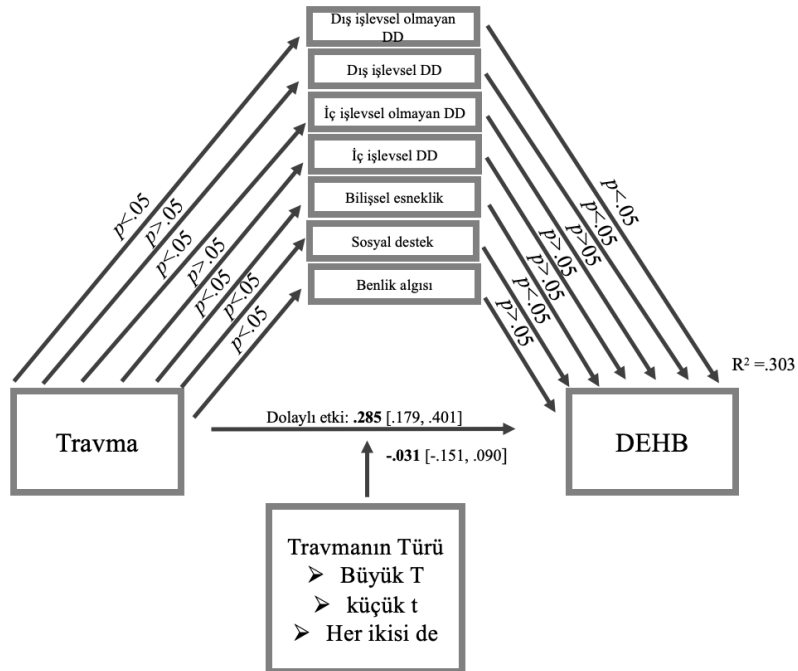 Dış işlevsel olmayan
DD
Dış işlevsel DD
İç işlevsel olmayan DD
İç işlevsel DD
Bilişsel esneklik
Sosyal destek
Benlik algısı
p<.05
p>.05
p<.05
p>.05
p<.05
p<.05
p<.05
p<.05
p<.05
p>05
p>.05
p>.05
p<.05
p>.05
R² =.303
Travma
Dolaylı etki: .285 [.179, .401]
-.031 [-.151, .090]
DEHB
Travmanın Türü
➢ Büyük T
➢ küçük t
➢ Her ikisi de